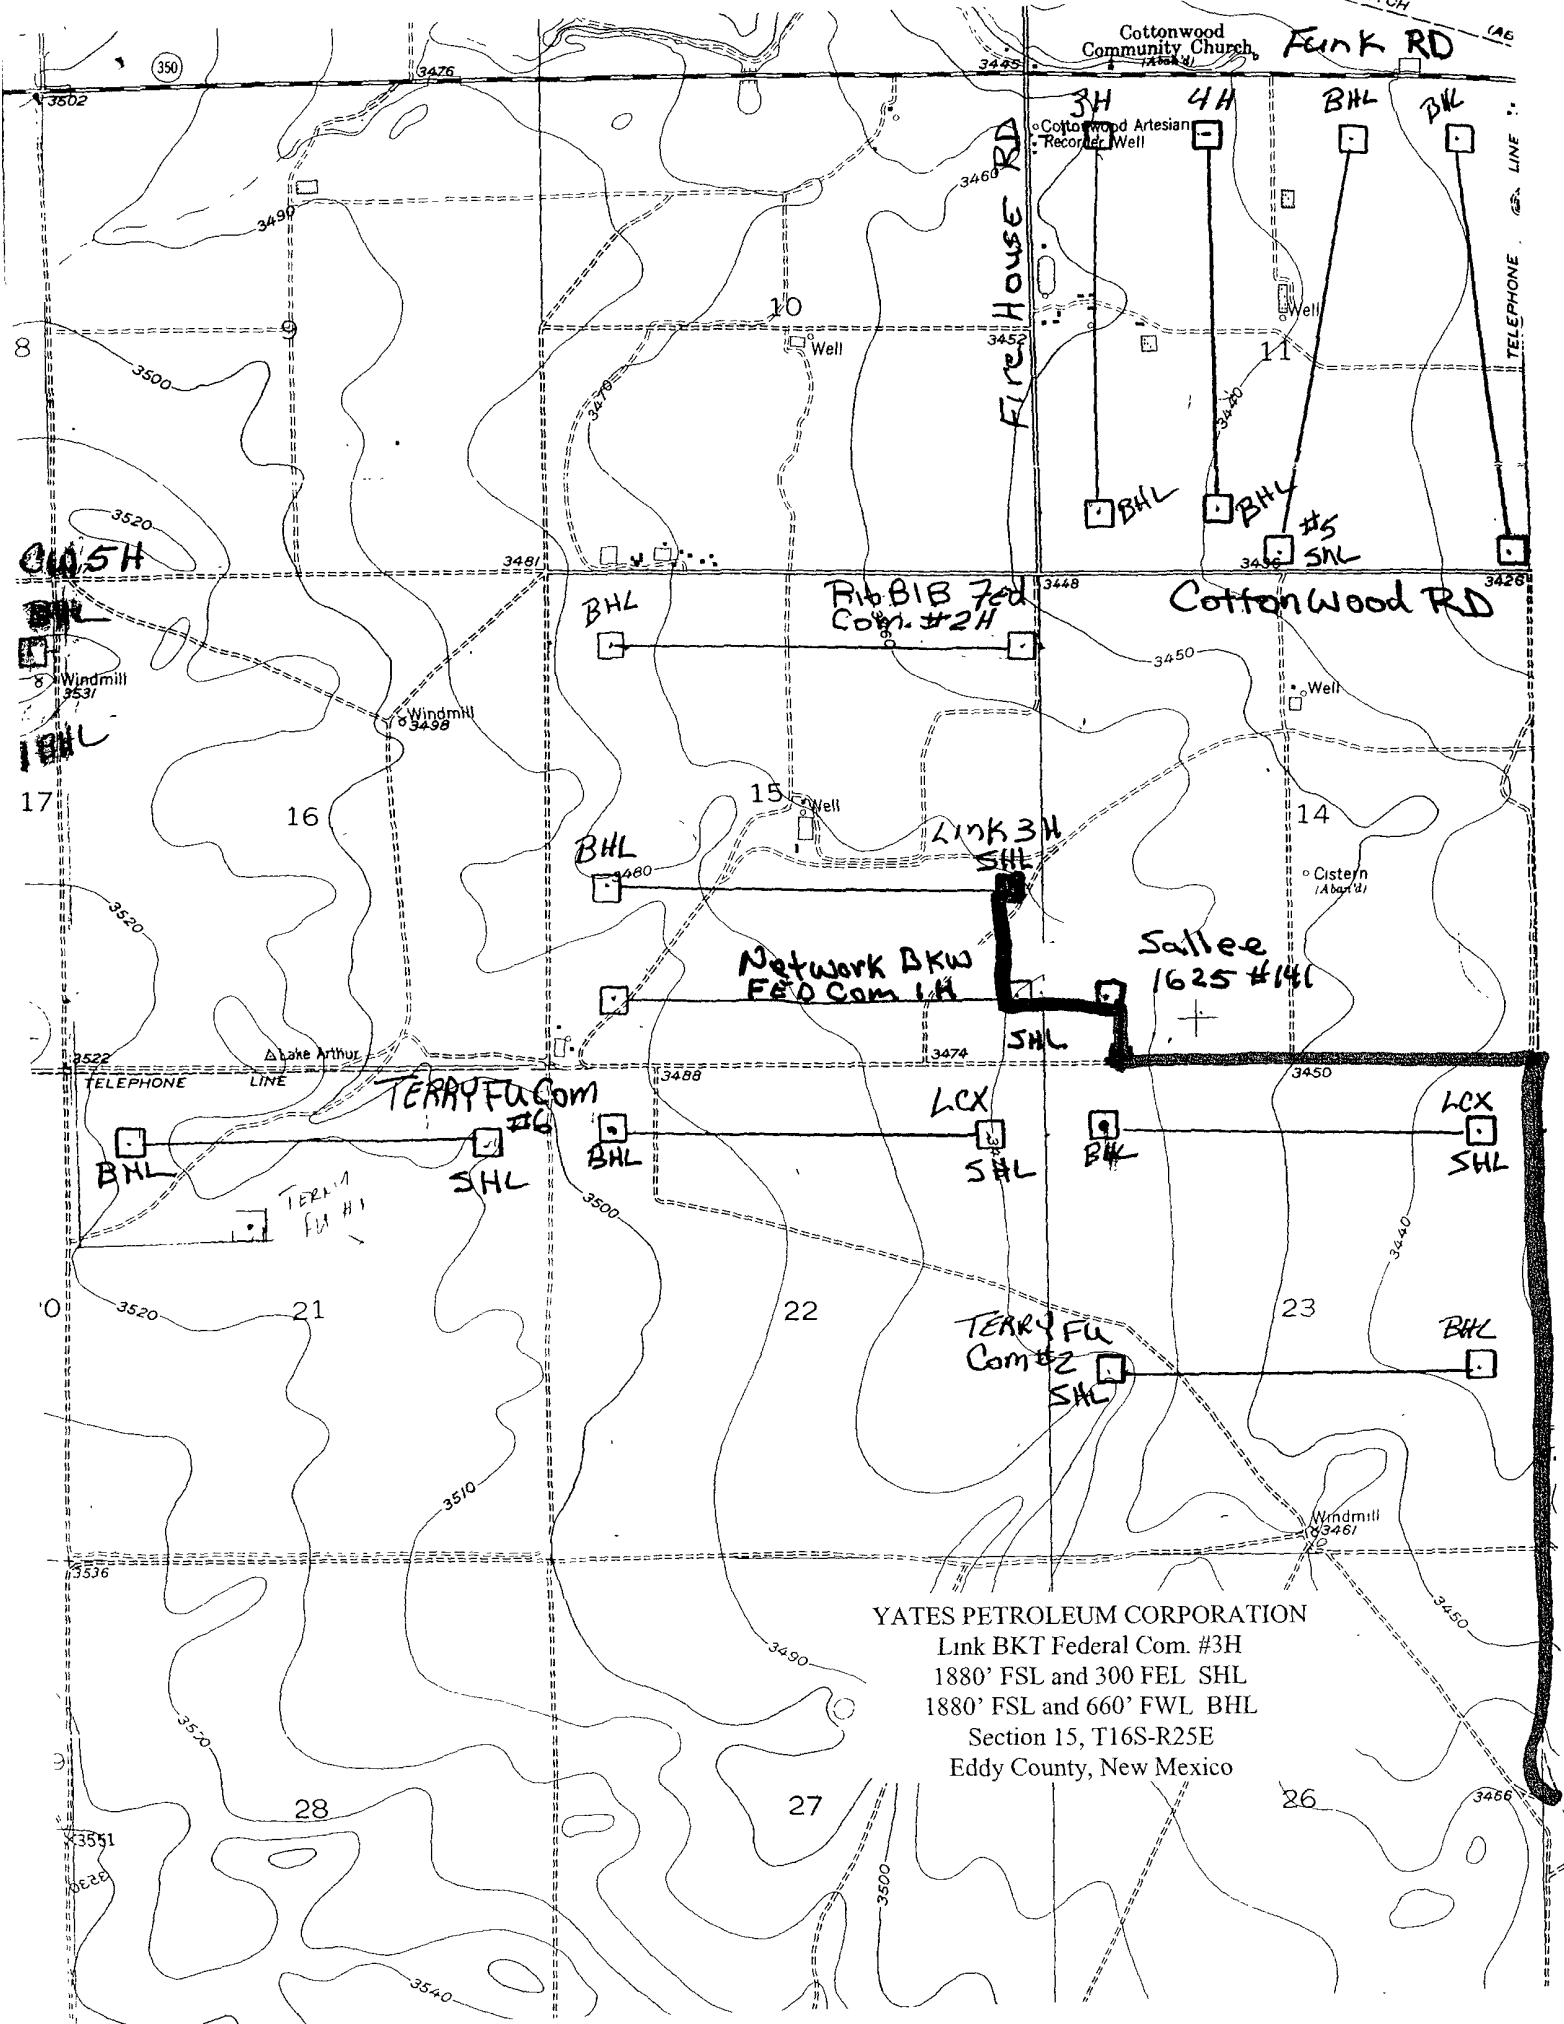 Cottonwood
Community Church
(Aban'd)
Funk RD
350
3476
3445
3502
3H
4H
BHL
BHL
Cottonwood Artesian
Recorder Well
LINE
TELEPHONE
Fire House RD
3460
3490
10
9
8
Well
3452
Well
11
3500
3470
3440
BHL
BHL
#5
SHL
3520
5H
3481
3448
3426
BHL
Rio BIB Fed
Com. #2H
Cottonwood RD
BHL
3450
Windmill
3531
Windmill
3498
Well
BHL
17
16
15
Well
14
Link 3H
SHL
BHL
3480
Cistern
(Aban'd)
3520
Sallee
1625 #141
Network BKW
FED Com 1H
SHL
3522
Lake Arthur
3474
3450
TELEPHONE LINE
3488
TERRY FU Com
#6
LCX
LCX
BHL
SHL
BHL
SHL
BHL
SHL
TERRY
FU #1
3500
3440
3520
21
22
23
TERRY FU
Com #2
SHL
BHL
3510
Windmill
3461
3536
YATES PETROLEUM CORPORATION
Link BKT Federal Com. #3H
1880' FSL and 300 FEL SHL
1880' FSL and 660' FWL BHL
Section 15, T16S-R25E
Eddy County, New Mexico
3450
3490
3520
28
27
26
3466
3551
3530
3500
3540